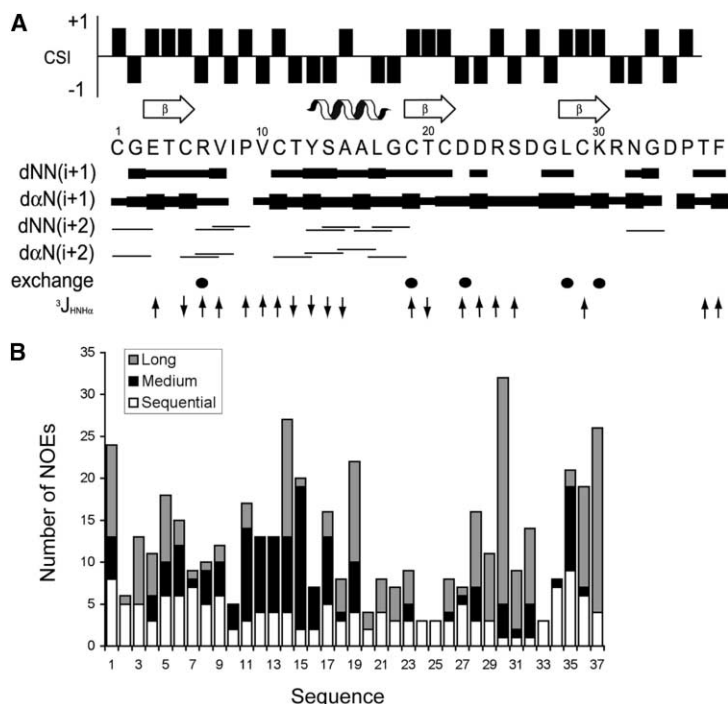 A
+1
CSI
-1
β β β
1 10 20 30
CGETCRVIPVCTYSAALGCTCDDRSDGLCKRNGDPTF
dNN(i+1)
dαN(i+1)
dNN(i+2)
dαN(i+2)
exchange
³JHNHα
B
35
30
25
20
15
10
5
0
Number of NOEs
Long
Medium
Sequential
1 3 5 7 9 11 13 15 17 19 21 23 25 27 29 31 33 35 37
Sequence